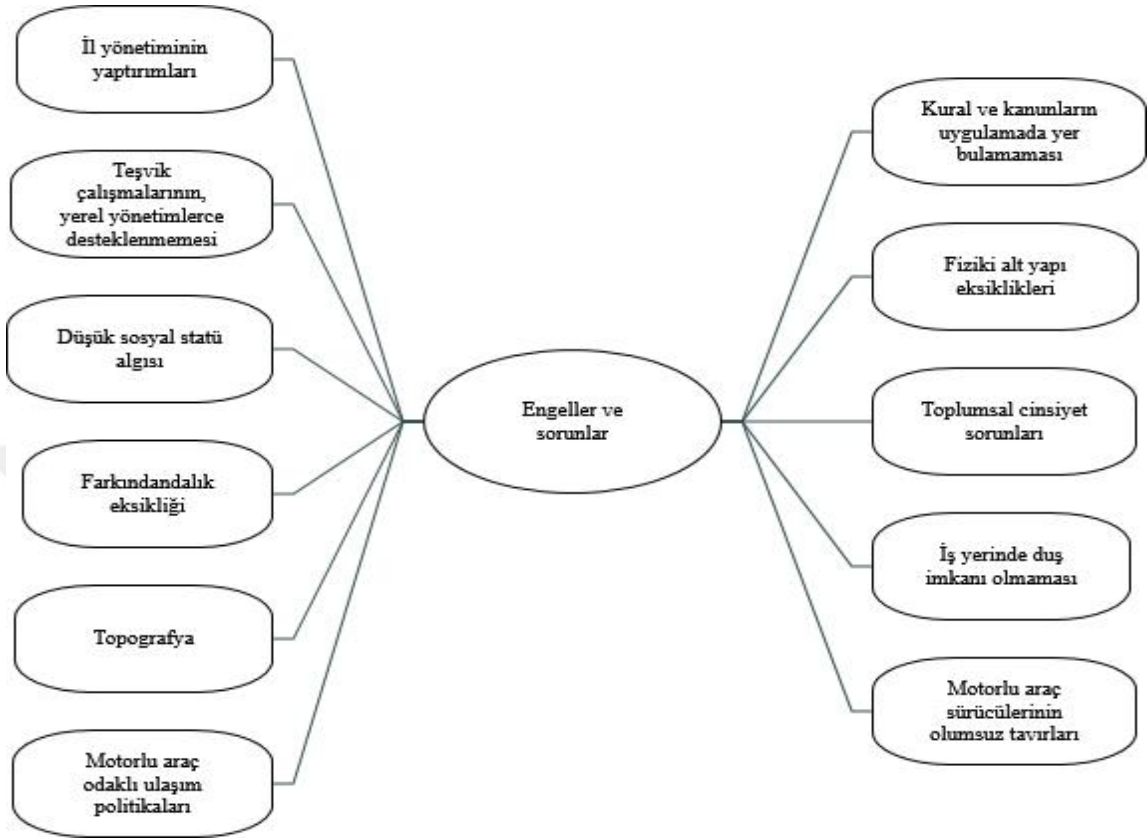 İl yönetiminin
yaptırımları
Teşvik
çalışmalarının,
yerel yönetimlerce
desteklenmemesi
Düşük sosyal statü
algısı
Farkındandalık
eksikliği
Topografya
Motorlu araç
odaklı ulaşım
politikaları
Engeller ve
sorunlar
Kural ve kanunların
uygulamada yer
bulamaması
Fiziki alt yapı
eksiklikleri
Toplumsal cinsiyet
sorunları
İş yerinde duş
imkanı olmaması
Motorlu araç
sürücülerinin
olumsuz tavırları